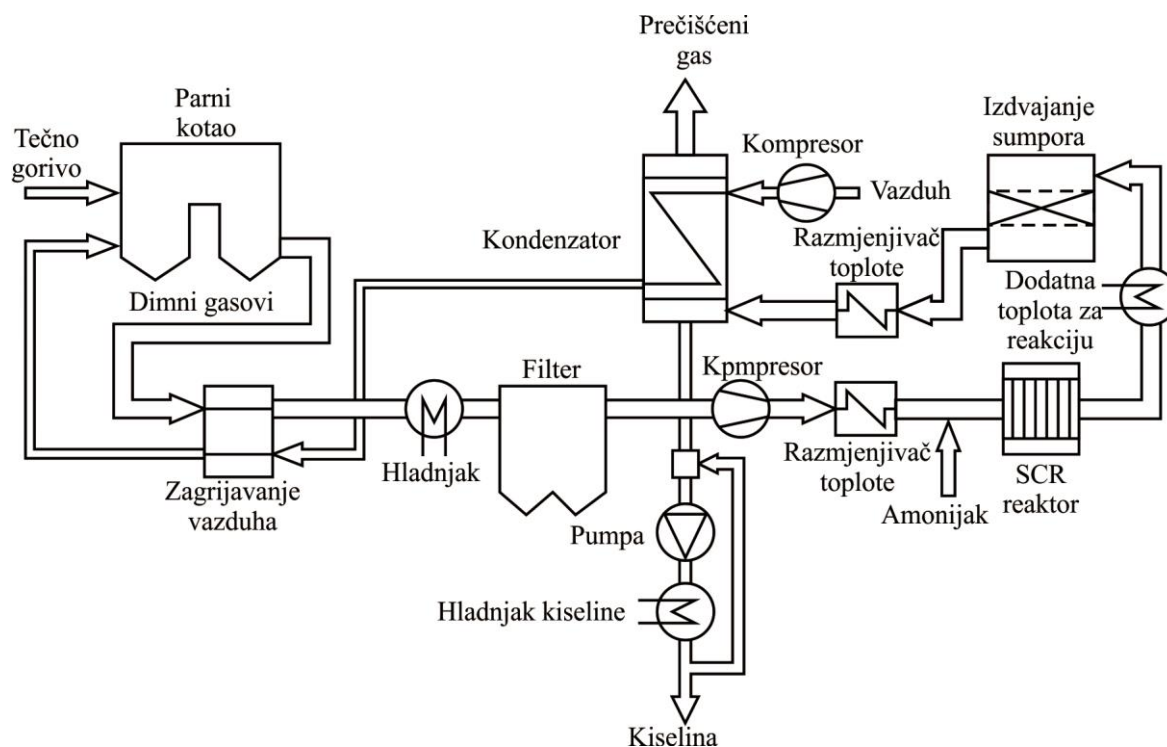 Prečišćeni
gas
Parni
kotao
Izdvajanje
sumpora
Tečno
gorivo
Kompresor
Vazduh
Kondenzator
Razmjenjivač
toplote
Dimni gasovi
Dodatna
toplota za
reakciju
Filter
Kpmpresor
Hladnjak
Razmjenjivač
toplote
SCR
reaktor
Zagrijavanje
vazduha
Amonijak
Pumpa
Hladnjak kiseline
Kiselina